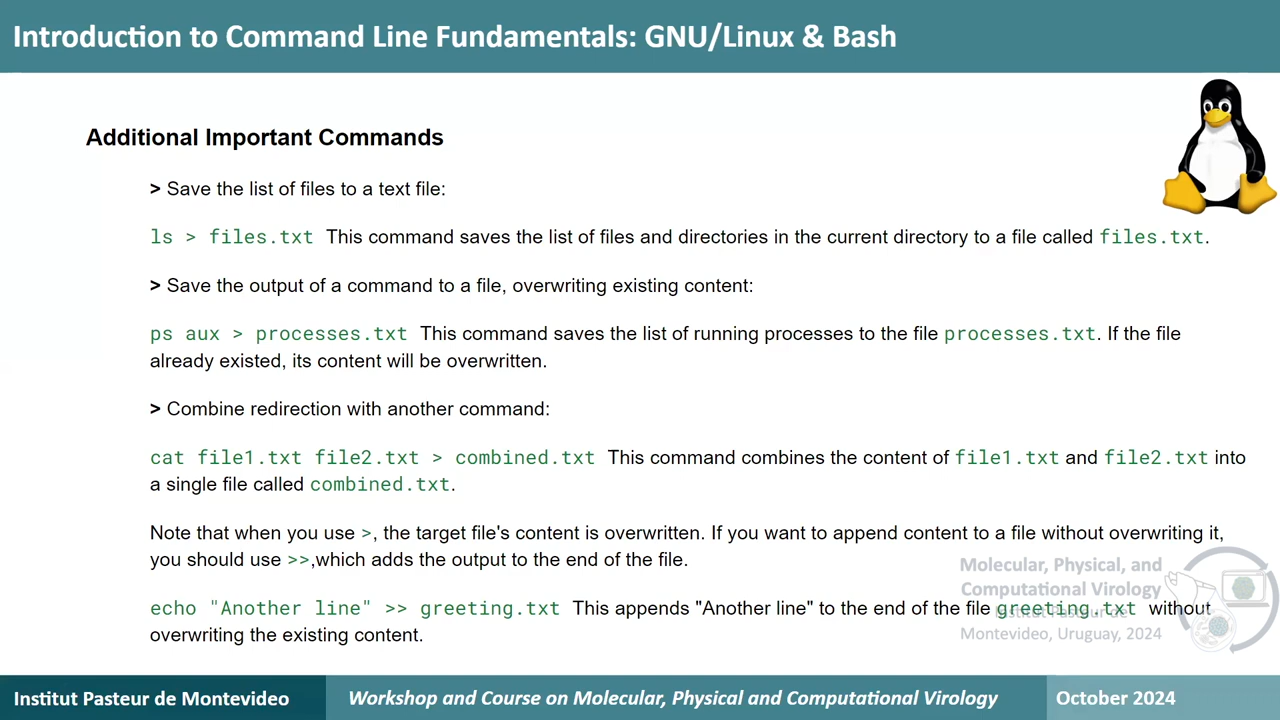 Introduction to Command Line Fundamentals: GNU/Linux & Bash
Additional Important Commands
> Save the list of files to a text file:
ls > files.txt This command saves the list of files and directories in the current directory to a file called files.txt.
> Save the output of a command to a file, overwriting existing content:
ps aux > processes.txt This command saves the list of running processes to the file processes.txt. If the file
already existed, its content will be overwritten.
> Combine redirection with another command:
cat file1.txt file2.txt > combined.txt This command combines the content of file1.txt and file2.txt into
a single file called combined.txt.
Note that when you use >, the target file's content is overwritten. If you want to append content to a file without overwriting it,
you should use >>,which adds the output to the end of the file.
echo "Another line" >> greeting.txt This appends "Another line" to the end of the file greeting.txt without
overwriting the existing content.
Molecular, Physical, and
Computational Virology
Institut Pasteur de
Montevideo, Uruguay, 2024
Institut Pasteur de Montevideo
Workshop and Course on Molecular, Physical and Computational Virology
October 2024